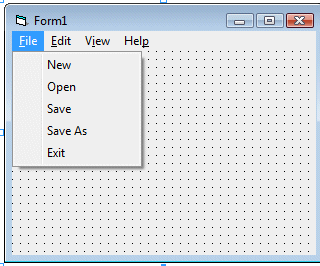 Form1
File Edit View Help
New
Open
Save
Save As
Exit